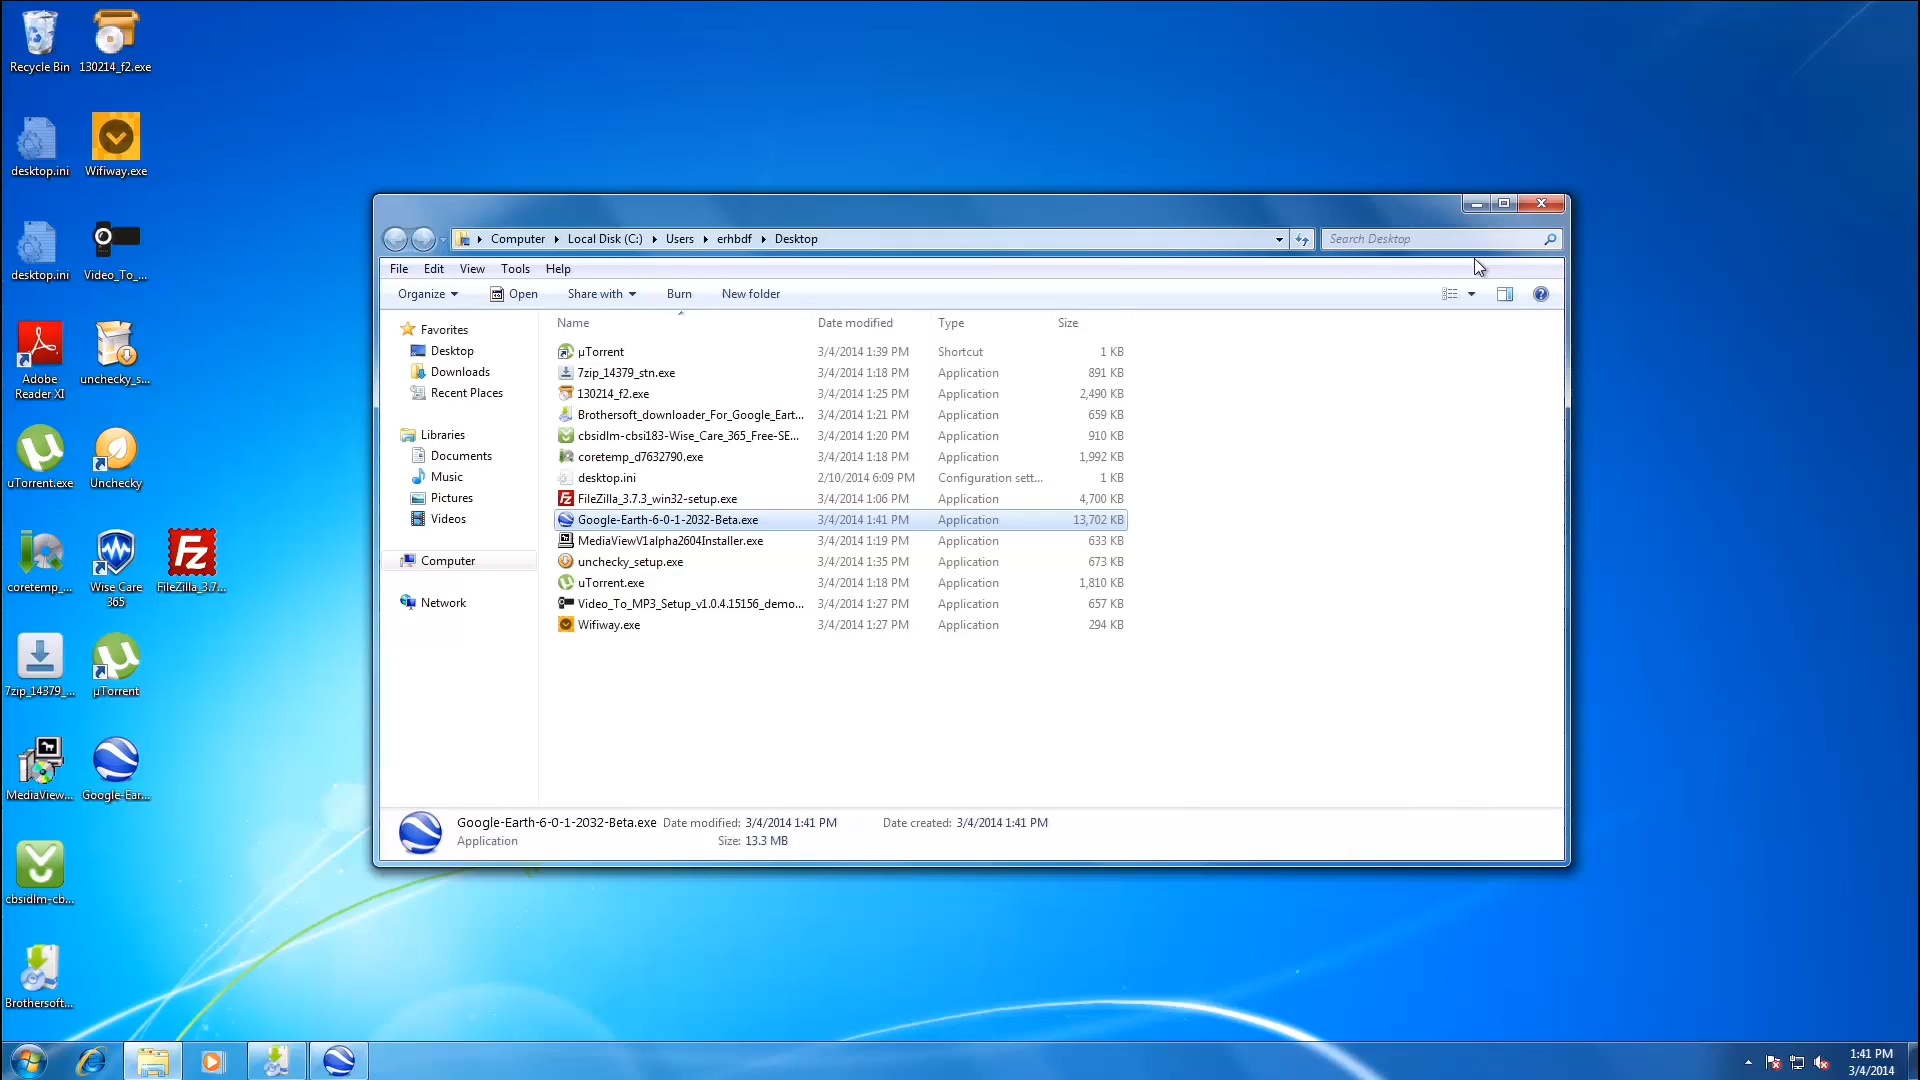 Recycle Bin
130214_f2.exe
desktop.ini
Wifiway.exe
desktop.ini
Video_To_...
Adobe
Reader XI
unchecky_s...
uTorrent.exe
Unchecky
coretemp_...
Wise Care
365
FileZilla_3.7...
7zip_14379_...
µTorrent
MediaView...
Google-Ear...
cbsidlm-cb...
Brothersoft...
Computer
Local Disk (C:)
Users
erhbdf
Desktop
Search Desktop
File Edit View Tools Help
Organize Open Share with Burn New folder
Favorites
Desktop
Downloads
Recent Places
Libraries
Documents
Music
Pictures
Videos
Computer
Network
Name Date modified Type Size
µTorrent 3/4/2014 1:39 PM Shortcut 1 KB
7zip_14379_stn.exe 3/4/2014 1:18 PM Application 891 KB
130214_f2.exe 3/4/2014 1:25 PM Application 2,490 KB
Brothersoft_downloader_For_Google_Eart... 3/4/2014 1:21 PM Application 659 KB
cbsidlm-cbsi183-Wise_Care_365_Free-SE... 3/4/2014 1:20 PM Application 910 KB
coretemp_d7632790.exe 3/4/2014 1:18 PM Application 1,992 KB
desktop.ini 2/10/2014 6:09 PM Configuration sett... 1 KB
FileZilla_3.7.3_win32-setup.exe 3/4/2014 1:06 PM Application 4,700 KB
Google-Earth-6-0-1-2032-Beta.exe 3/4/2014 1:41 PM Application 13,702 KB
MediaViewV1alpha2604Installer.exe 3/4/2014 1:19 PM Application 633 KB
unchecky_setup.exe 3/4/2014 1:35 PM Application 673 KB
uTorrent.exe 3/4/2014 1:18 PM Application 1,810 KB
Video_To_MP3_Setup_v1.0.4.15156_demo... 3/4/2014 1:27 PM Application 657 KB
Wifiway.exe 3/4/2014 1:27 PM Application 294 KB
Google-Earth-6-0-1-2032-Beta.exe Date modified: 3/4/2014 1:41 PM Date created: 3/4/2014 1:41 PM
Application Size: 13.3 MB
1:41 PM
3/4/2014